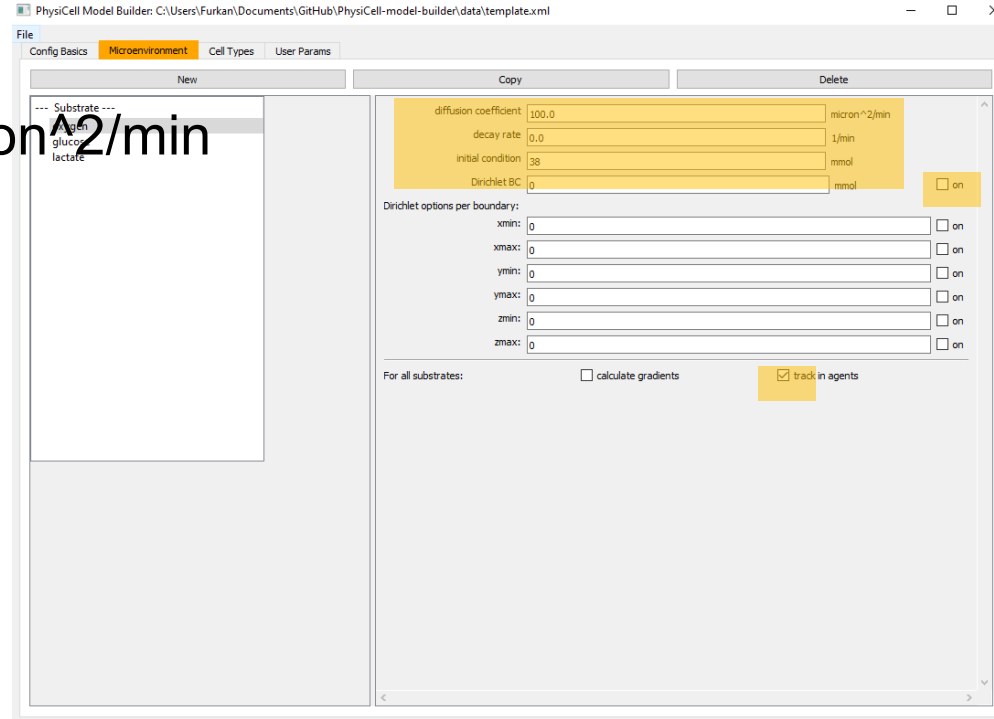 PhysiCell Model Builder: C:\Users\Furkan\Documents\GitHub\PhysiCell-model-builder\data\template.xml
File
Config Basics Microenvironment Cell Types User Params
New Copy Delete
--- Substrate ---
oxygen
glucose
lactate
on^2/min
diffusion coefficient 100.0 micron^2/min
decay rate 0.0 1/min
initial condition 38 mmol
Dirichlet BC 0 mmol on
Dirichlet options per boundary:
xmin: 0 on
xmax: 0 on
ymin: 0 on
ymax: 0 on
zmin: 0 on
zmax: 0 on
For all substrates: calculate gradients track in agents